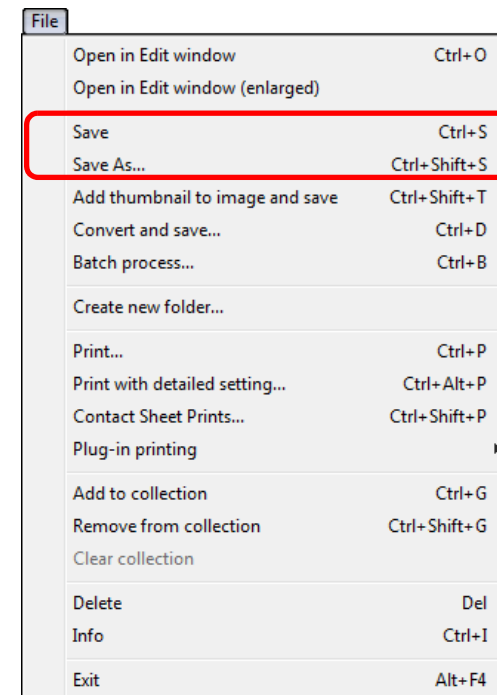 File
Open in Edit window Ctrl+O
Open in Edit window (enlarged)
Save Ctrl+S
Save As... Ctrl+Shift+S
Add thumbnail to image and save Ctrl+Shift+T
Convert and save... Ctrl+D
Batch process... Ctrl+B
Create new folder...
Print... Ctrl+P
Print with detailed setting... Ctrl+Alt+P
Contact Sheet Prints... Ctrl+Shift+P
Plug-in printing
Add to collection Ctrl+G
Remove from collection Ctrl+Shift+G
Clear collection
Delete Del
Info Ctrl+I
Exit Alt+F4